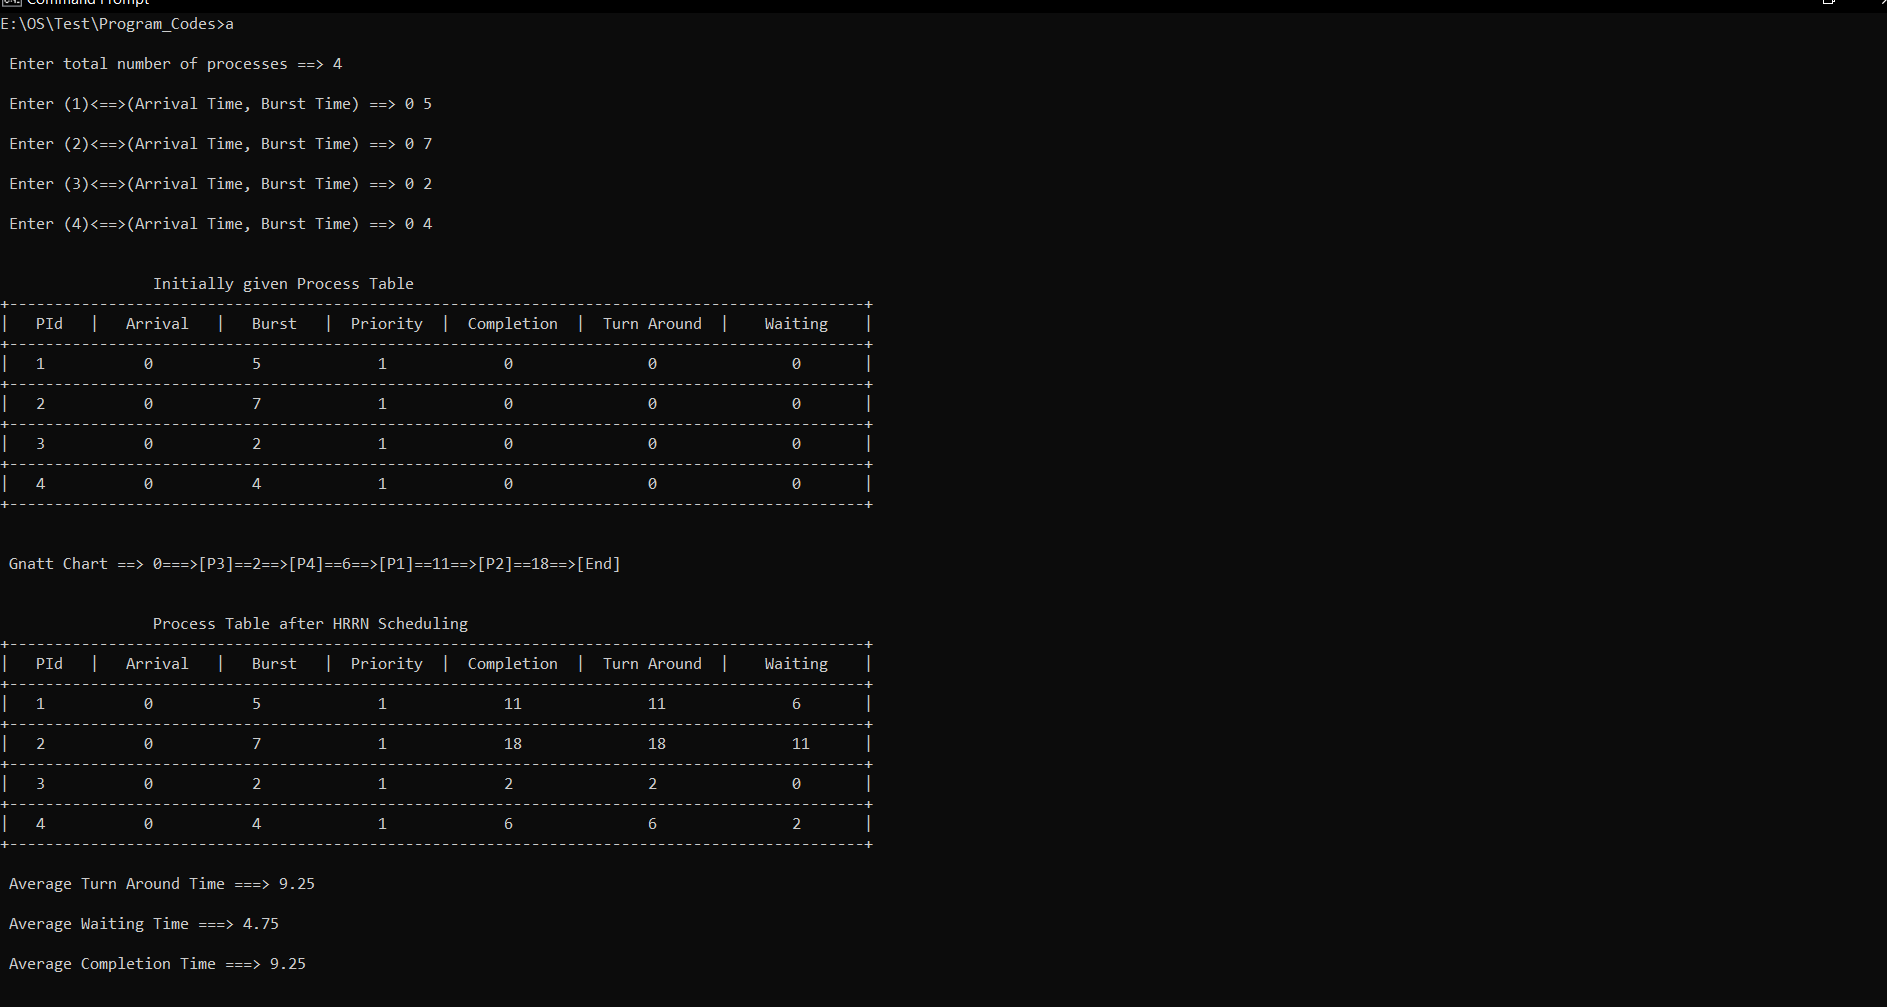 Command Prompt
E:\OS\Test\Program_Codes>a
Enter total number of processes ==> 4
Enter (1)<==>(Arrival Time, Burst Time) ==> 0 5
Enter (2)<==>(Arrival Time, Burst Time) ==> 0 7
Enter (3)<==>(Arrival Time, Burst Time) ==> 0 2
Enter (4)<==>(Arrival Time, Burst Time) ==> 0 4
Initially given Process Table
+-----------------------------------------------------------------------------------------------+
|   PId   |   Arrival   |   Burst   |  Priority  |  Completion  |  Turn Around  |    Waiting    |
+-----------------------------------------------------------------------------------------------+
|   1           0           5             1             0               0               0       |
+-----------------------------------------------------------------------------------------------+
|   2           0           7             1             0               0               0       |
+-----------------------------------------------------------------------------------------------+
|   3           0           2             1             0               0               0       |
+-----------------------------------------------------------------------------------------------+
|   4           0           4             1             0               0               0       |
+-----------------------------------------------------------------------------------------------+
Gnatt Chart ==> 0===>[P3]==2==>[P4]==6==>[P1]==11==>[P2]==18==>[End]
Process Table after HRRN Scheduling
+-----------------------------------------------------------------------------------------------+
|   PId   |   Arrival   |   Burst   |  Priority  |  Completion  |  Turn Around  |    Waiting    |
+-----------------------------------------------------------------------------------------------+
|   1           0           5             1             11              11              6       |
+-----------------------------------------------------------------------------------------------+
|   2           0           7             1             18              18              11      |
+-----------------------------------------------------------------------------------------------+
|   3           0           2             1             2               2               0       |
+-----------------------------------------------------------------------------------------------+
|   4           0           4             1             6               6               2       |
+-----------------------------------------------------------------------------------------------+
Average Turn Around Time ===> 9.25
Average Waiting Time ===> 4.75
Average Completion Time ===> 9.25